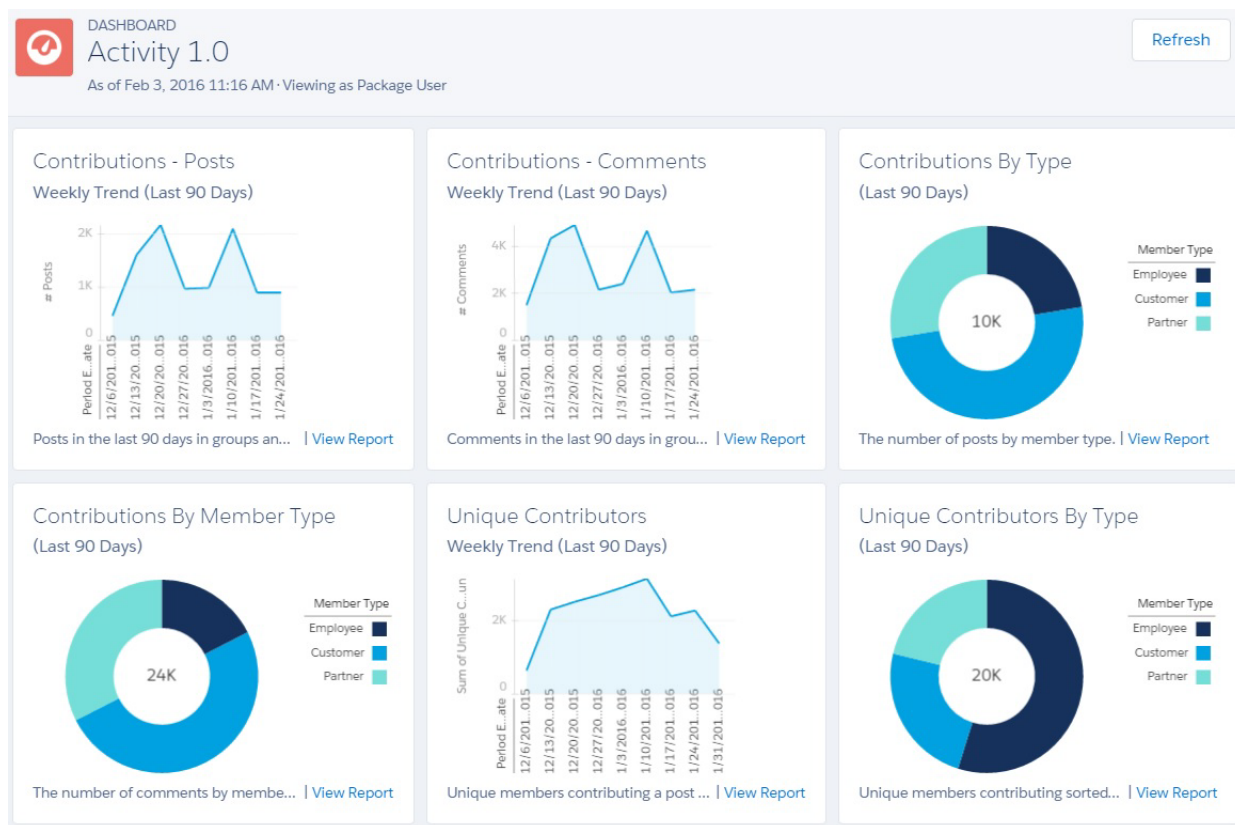 DASHBOARD
Activity 1.0
As of Feb 3, 2016 11:16 AM·Viewing as Package User
Refresh
Contributions - Posts
Weekly Trend (Last 90 Days)
2K
1K
0
# Posts
Period E...ate
12/6/201...015
12/13/20...015
12/20/20...015
12/27/20...016
1/3/2016...016
1/10/201...016
1/17/201...016
1/24/201...016
Posts in the last 90 days in groups an... | View Report
Contributions - Comments
Weekly Trend (Last 90 Days)
4K
2K
0
# Comments
Period E...ate
12/6/201...015
12/13/20...015
12/20/20...015
12/27/20...016
1/3/2016...016
1/10/201...016
1/17/201...016
1/24/201...016
Comments in the last 90 days in grou... | View Report
Contributions By Type
(Last 90 Days)
10K
Member Type
Employee
Customer
Partner
The number of posts by member type. | View Report
Contributions By Member Type
(Last 90 Days)
24K
Member Type
Employee
Customer
Partner
The number of comments by membe... | View Report
Unique Contributors
Weekly Trend (Last 90 Days)
2K
0
Sum of Unique C...un
Period E...ate
12/6/201...015
12/13/20...015
12/20/20...015
12/27/20...016
1/3/2016...016
1/10/201...016
1/17/201...016
1/24/201...016
1/31/201...016
Unique members contributing a post ... | View Report
Unique Contributors By Type
(Last 90 Days)
20K
Member Type
Employee
Customer
Partner
Unique members contributing sorted... | View Report